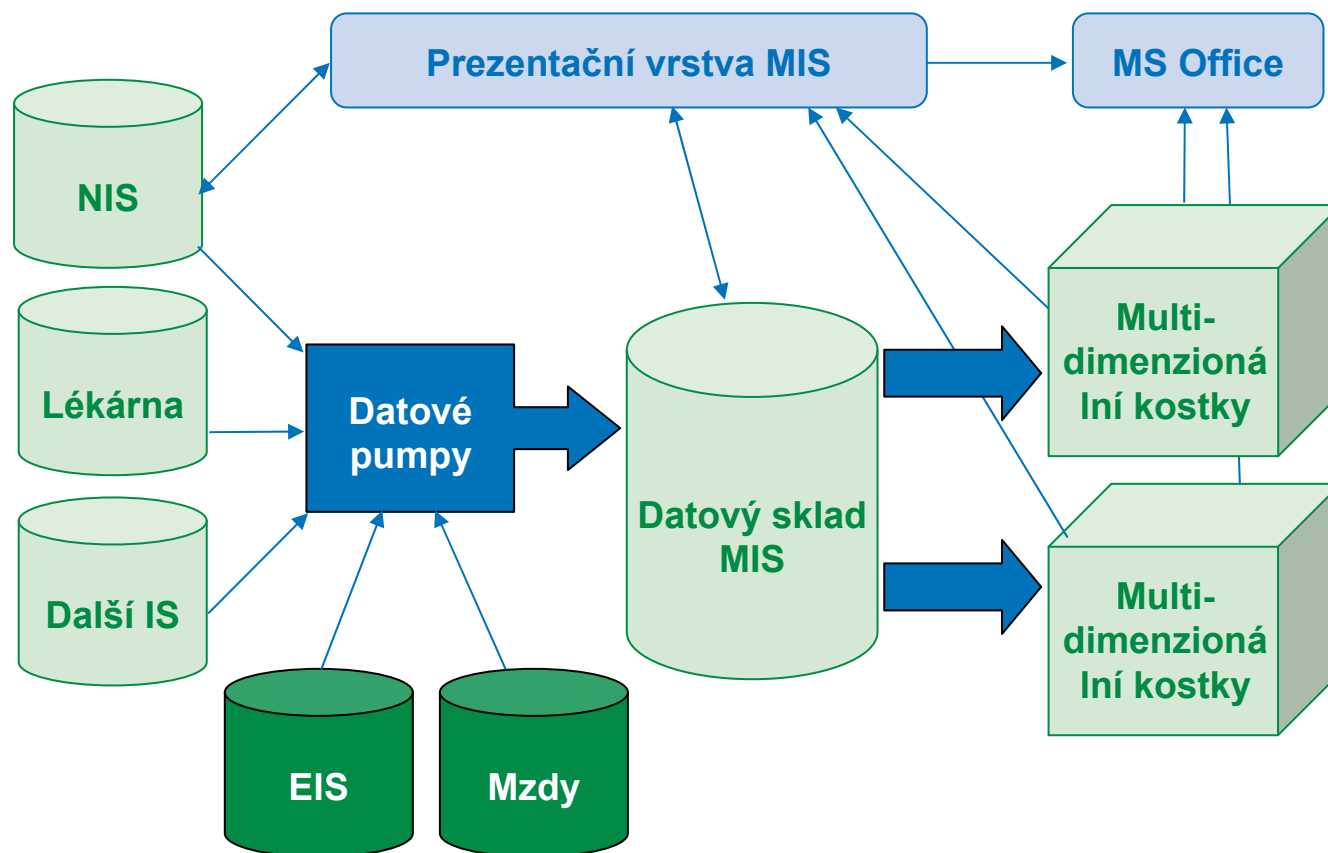 Prezentační vrstva MIS
MS Office
NIS
Lékárna
Další IS
Datové
pumpy
EIS
Mzdy
Datový sklad
MIS
Multi-
dimenzioná
lní kostky
Multi-
dimenzioná
lní kostky